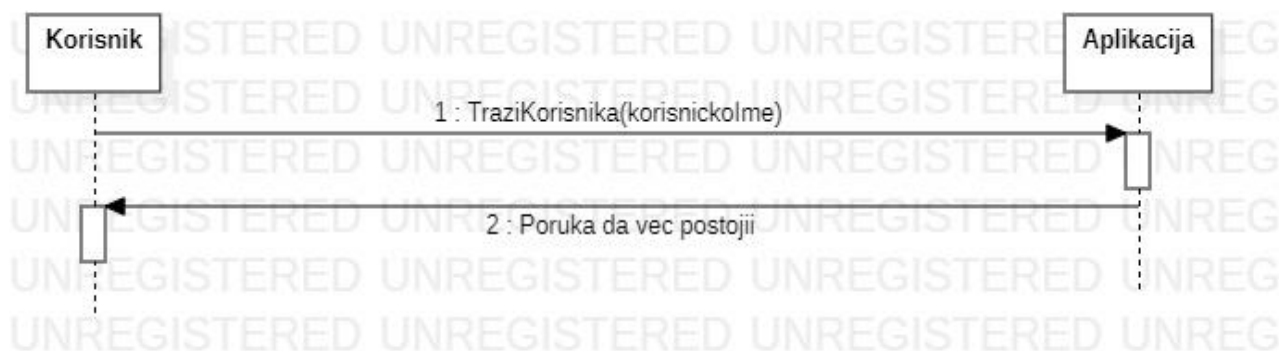 Korisnik
Aplikacija
1 : TraziKorisnika(korisnickoIme)
2 : Poruka da vec postojii
UNREGISTERED UNREGISTERED UNREGISTERED UNREG
UNREGISTERED UNREGISTERED UNREGISTERED UNREG
UNREGISTERED UNREGISTERED UNREGISTERED UNREG
UNREGISTERED UNREGISTERED UNREGISTERED UNREG
UNREGISTERED UNREGISTERED UNREGISTERED UNREG
UNREGISTERED UNREGISTERED UNREGISTERED UNREG